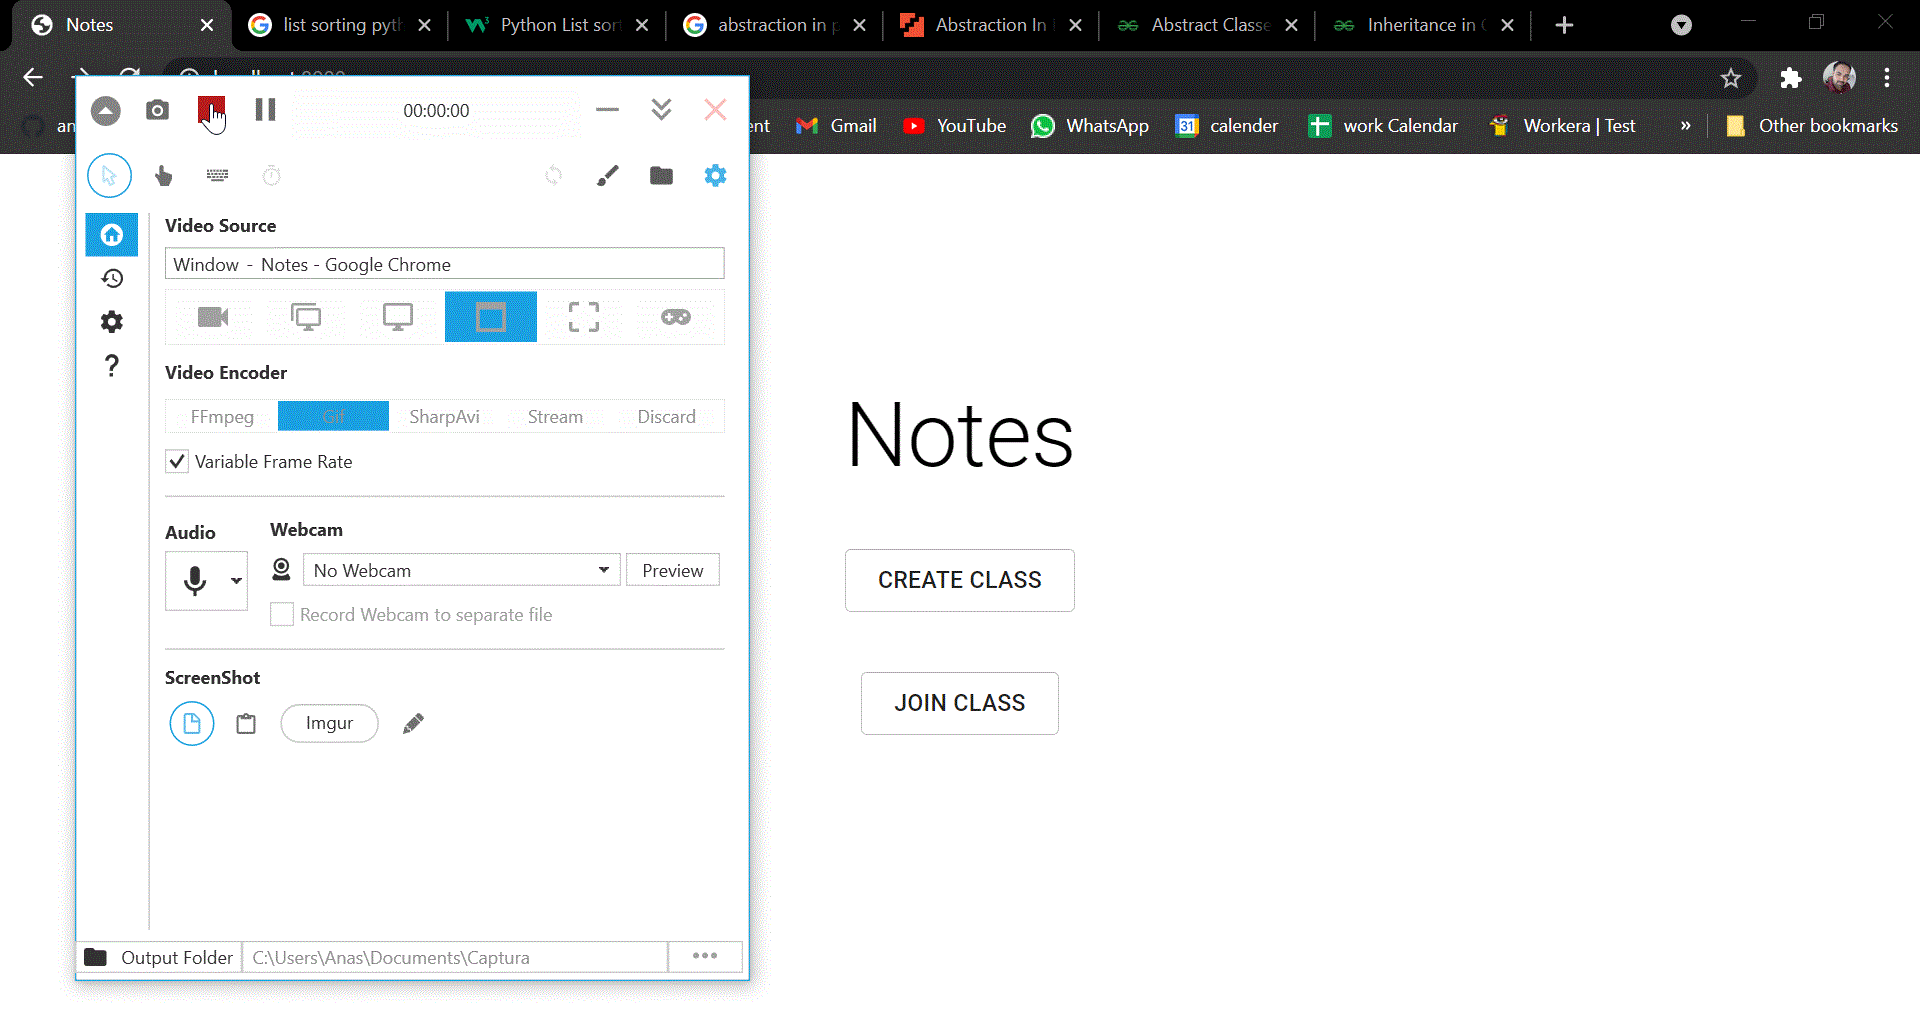 Notes
list sorting pyth
Python List sor
abstraction in p
Abstraction In
Abstract Classe
Inheritance in
an
ent
Gmail
YouTube
WhatsApp
31
calender
work Calendar
Workera | Test
»
Other bookmarks
00:00:00
Video Source
Window - Notes - Google Chrome
Video Encoder
FFmpeg
Gif
SharpAvi
Stream
Discard
Variable Frame Rate
Audio
Webcam
No Webcam
Preview
Record Webcam to separate file
ScreenShot
Imgur
Output Folder
C:\Users\Anas\Documents\Captura
Notes
CREATE CLASS
JOIN CLASS